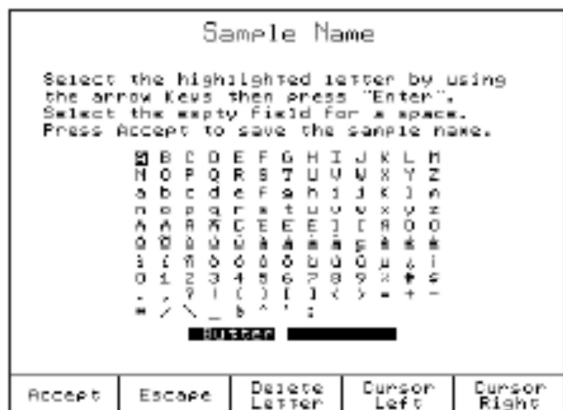 Sample Name
Select the highlighted letter by using
the arrow Keys then press "Enter".
Select the empty field for a space.
Press Accept to save the sample name.
A B C D E F G H I J K L M
N O P Q R S T U V W X Y Z
a b c d e f g h i j k l m
n o p q r s t u v w x y z
0 1 2 3 4 5 6 7 8 9
Butter
Accept
Escape
Delete
Letter
Cursor
Left
Cursor
Right